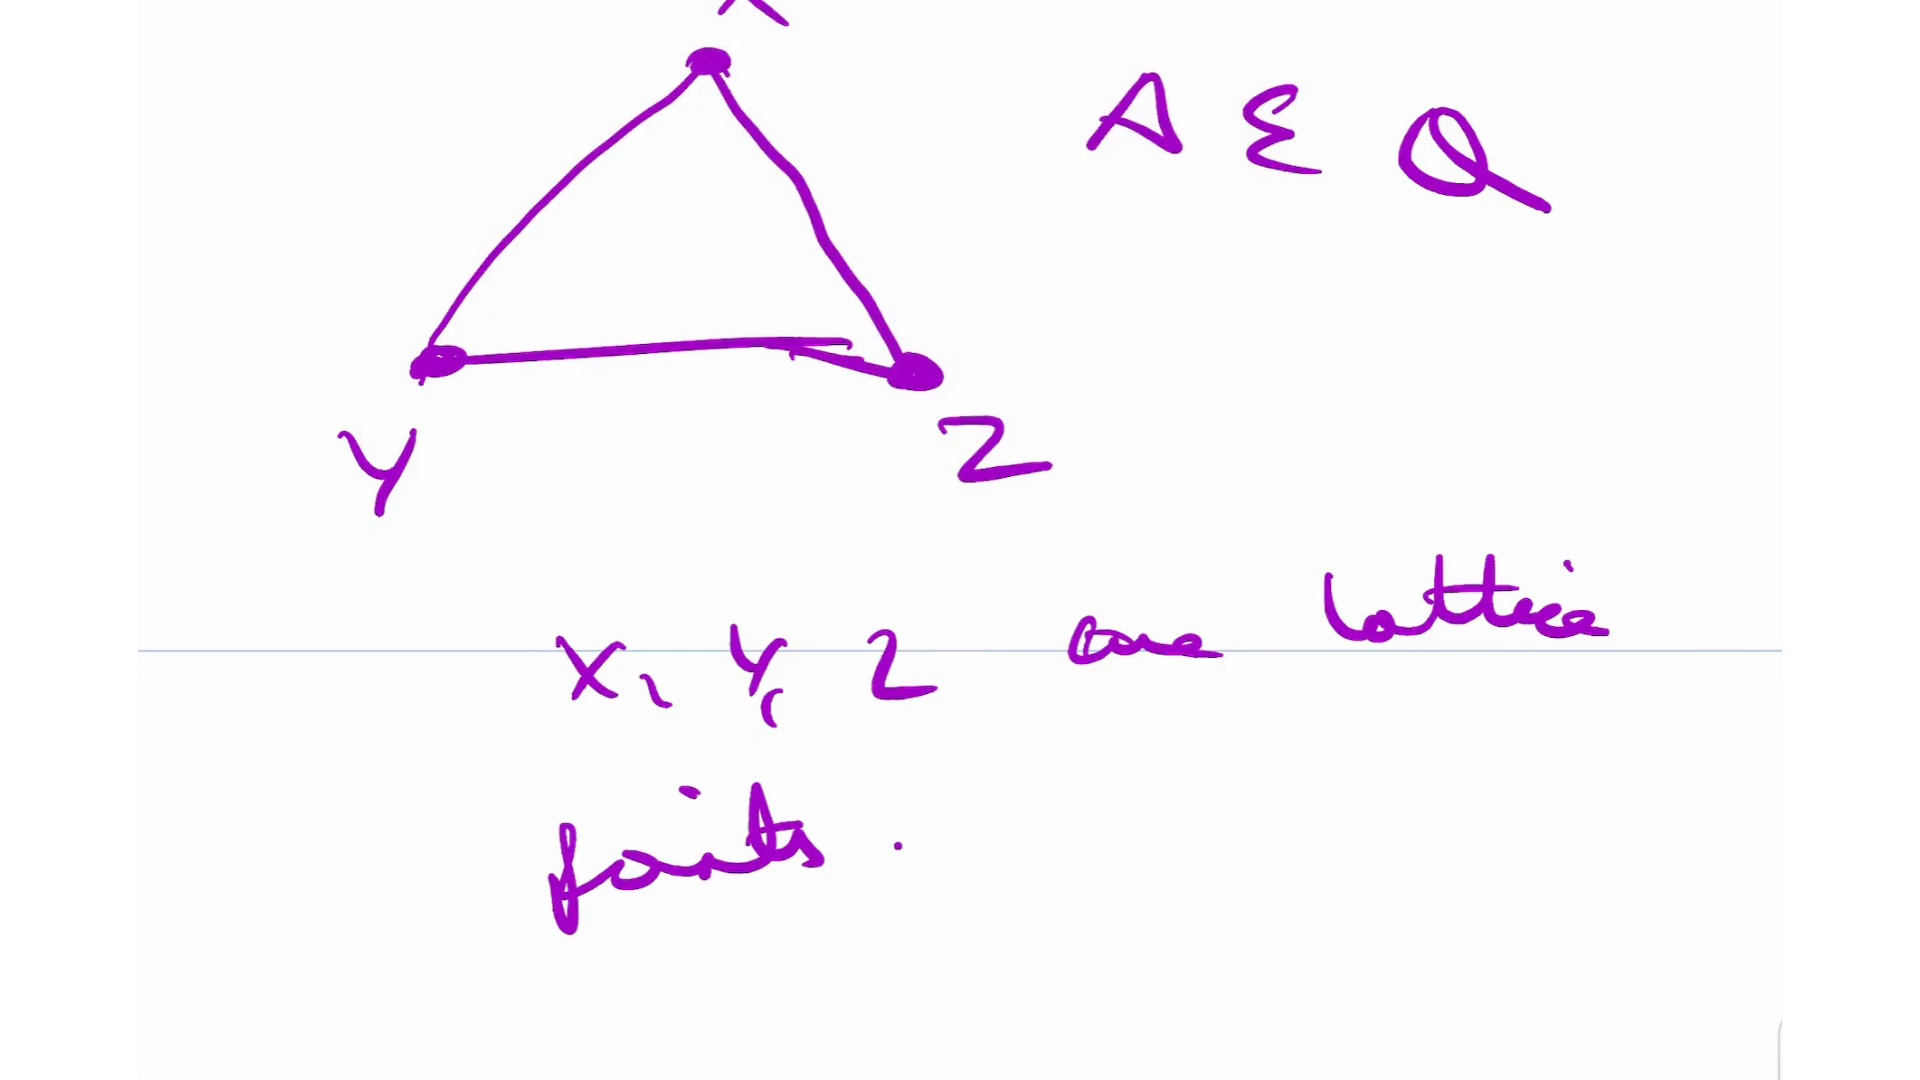 X
A ε Q
Y
Z
X, Y, Z are lattice
points.